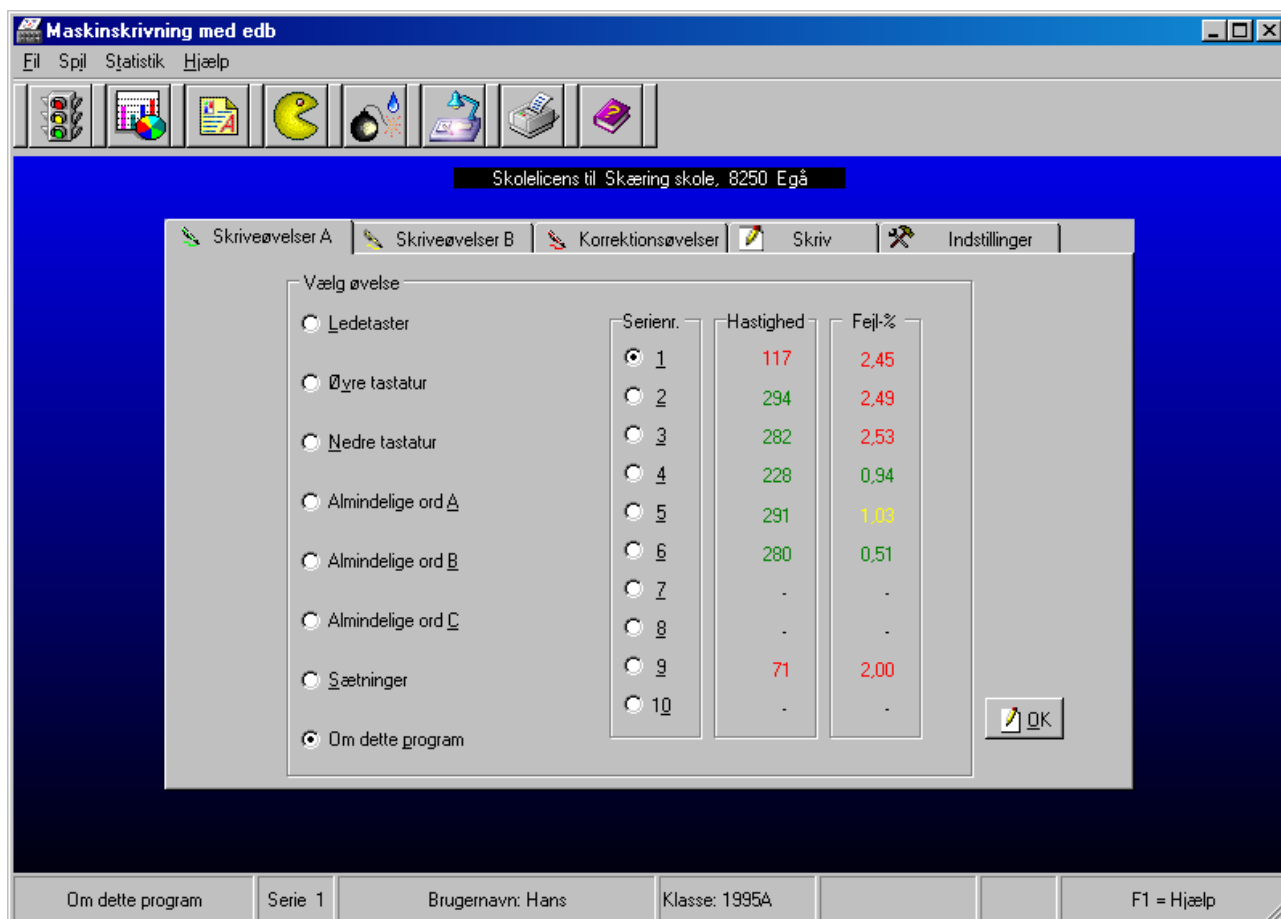 Maskinskrivning med edb
Fil Spil Statistik Hjælp
Skolelicens til Skæring skole, 8250 Egå
Skriveøvelser A Skriveøvelser B Korrektionsøvelser Skriv Indstillinger
Vælg øvelse
Ledetaster
Øvre tastatur
Nedre tastatur
Almindelige ord A
Almindelige ord B
Almindelige ord C
Sætninger
Om dette program
Serienr. Hastighed Fejl-%
1 117 2,45
2 294 2,49
3 282 2,53
4 228 0,94
5 291 1,03
6 280 0,51
7 - -
8 - -
9 71 2,00
10 - -
OK
Om dette program Serie 1 Brugernavn: Hans Klasse: 1995A F1 = Hjælp